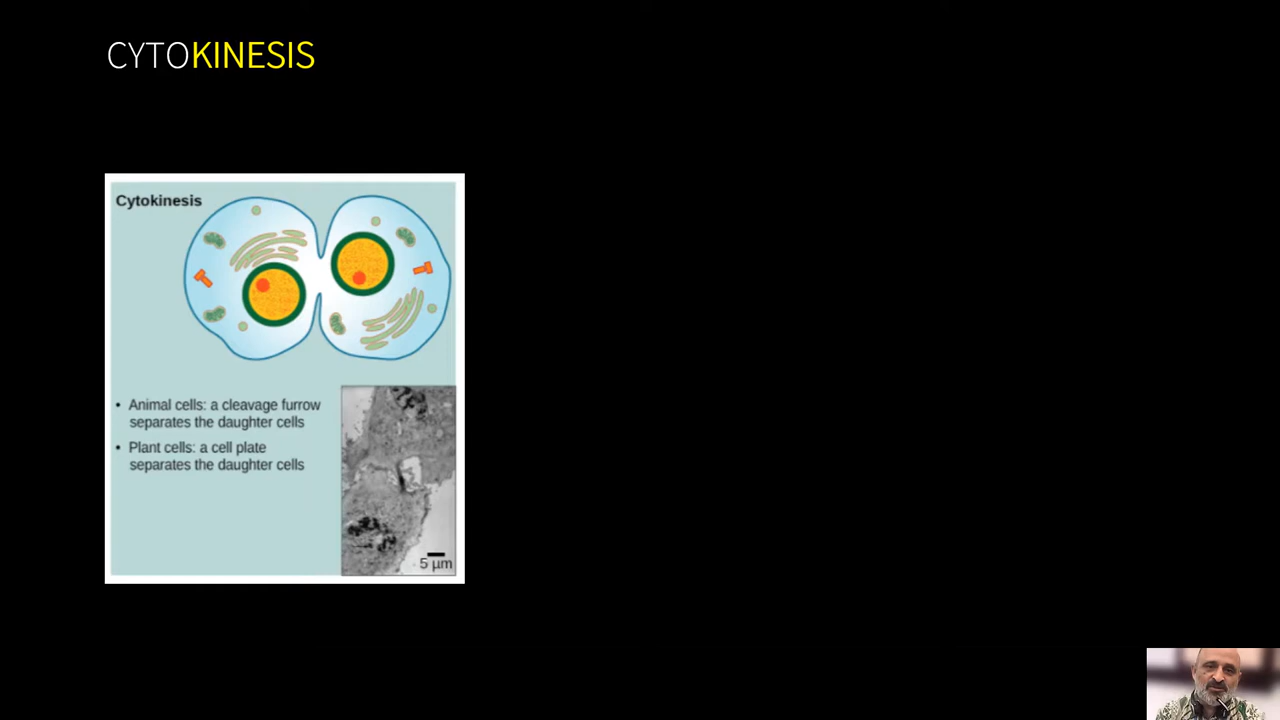 CYTOKINESIS
Cytokinesis
• Animal cells: a cleavage furrow
separates the daughter cells
• Plant cells: a cell plate
separates the daughter cells
5 µm